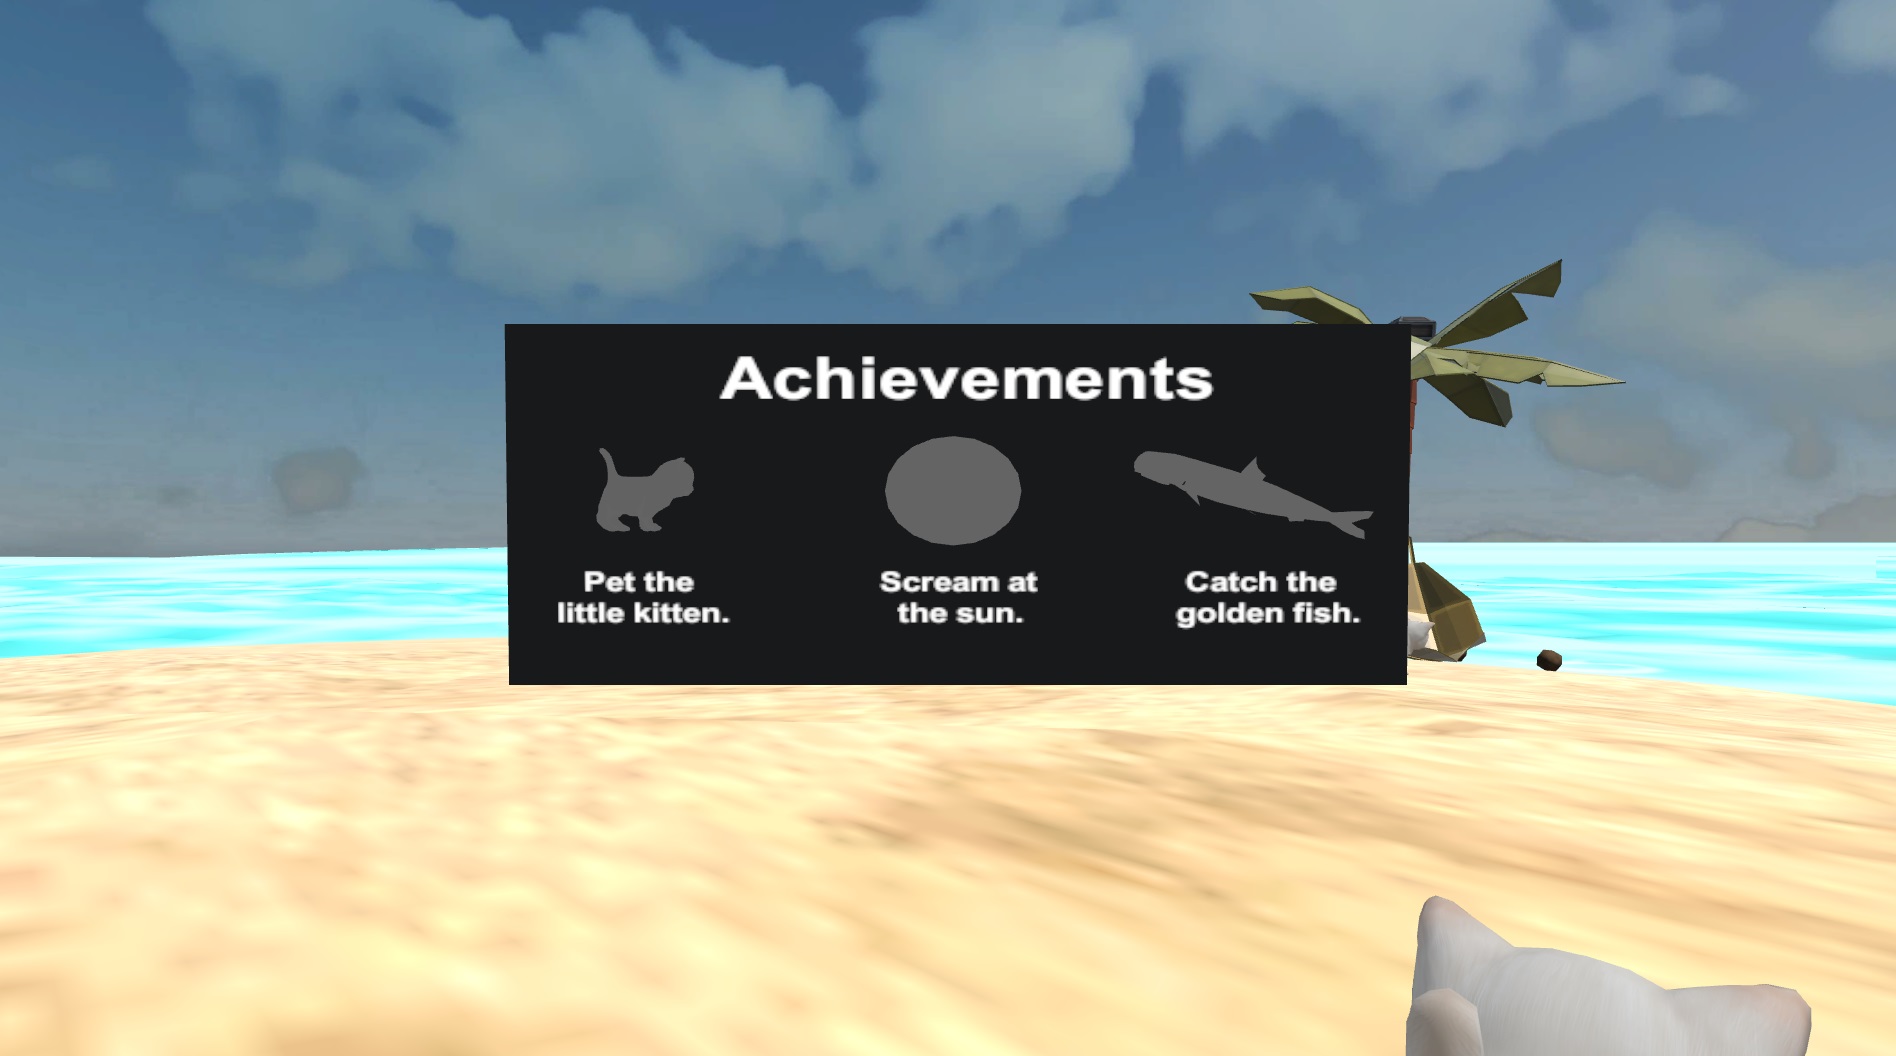 Achievements
Pet the
little kitten.
Scream at
the sun.
Catch the
golden fish.